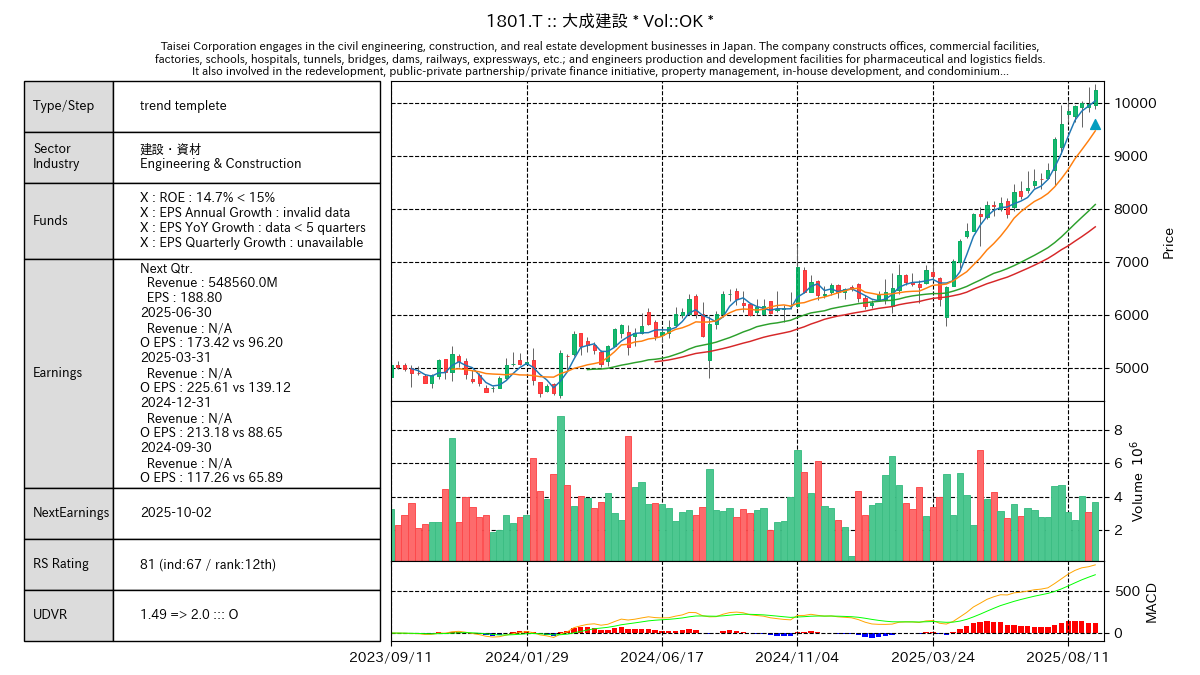 1801.T :: 大成建設 * Vol::OK *
Taisei Corporation engages in the civil engineering, construction, and real estate development businesses in Japan. The company constructs offices, commercial facilities,
factories, schools, hospitals, tunnels, bridges, dams, railways, expressways, etc.; and engineers production and development facilities for pharmaceutical and logistics fields.
It also involved in the redevelopment, public-private partnership/private finance initiative, property management, in-house development, and condominium...
Type/Step
trend templete
Sector
Industry
建設・資材
Engineering & Construction
Funds
X : ROE : 14.7% < 15%
X : EPS Annual Growth : invalid data
X : EPS YoY Growth : data < 5 quarters
X : EPS Quarterly Growth : unavailable
Earnings
Next Qtr.
Revenue : 548560.0M
EPS : 188.80
2025-06-30
Revenue : N/A
O EPS : 173.42 vs 96.20
2025-03-31
Revenue : N/A
O EPS : 225.61 vs 139.12
2024-12-31
Revenue : N/A
O EPS : 213.18 vs 88.65
2024-09-30
Revenue : N/A
O EPS : 117.26 vs 65.89
NextEarnings
2025-10-02
RS Rating
81 (ind:67 / rank:12th)
UDVR
1.49 => 2.0 ::: O
10000
9000
8000
7000
6000
5000
Price
8
6
4
2
Volume 10^6
500
0
MACD
2023/09/11
2024/01/29
2024/06/17
2024/11/04
2025/03/24
2025/08/11